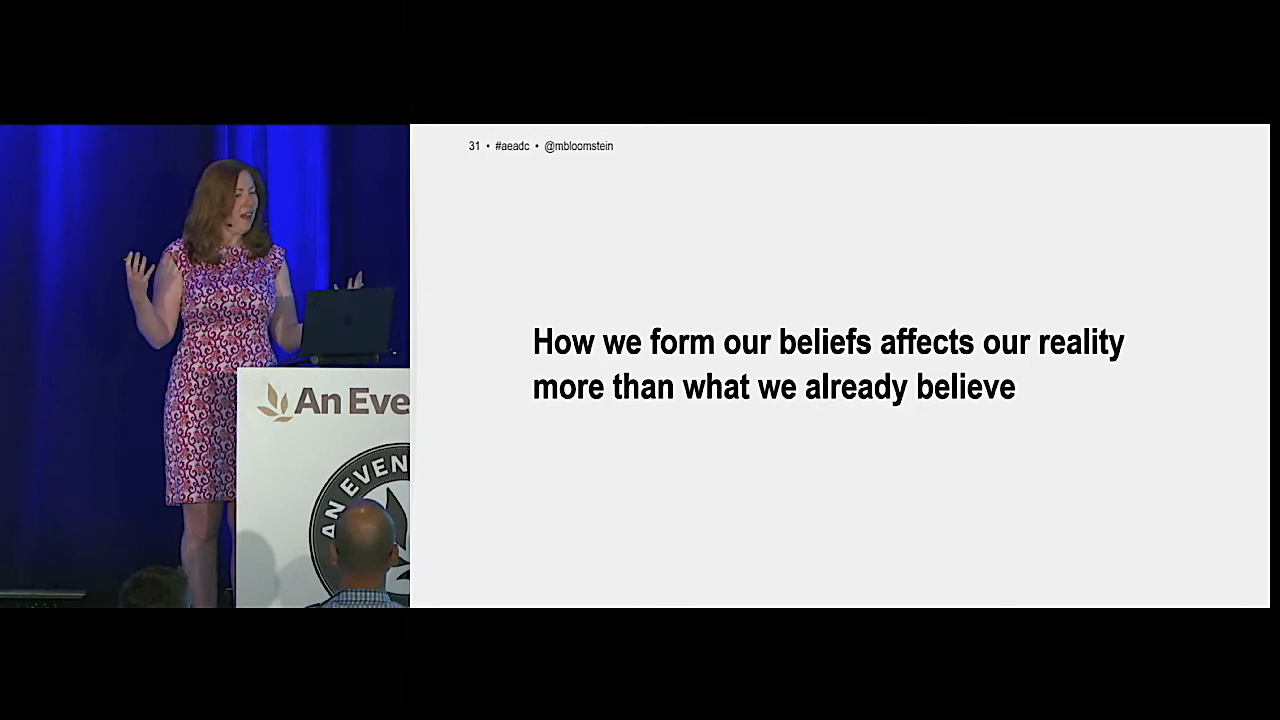 31 • #aeadc • @mbloomstein
How we form our beliefs affects our reality
more than what we already believe
An Eve
AN EVEN